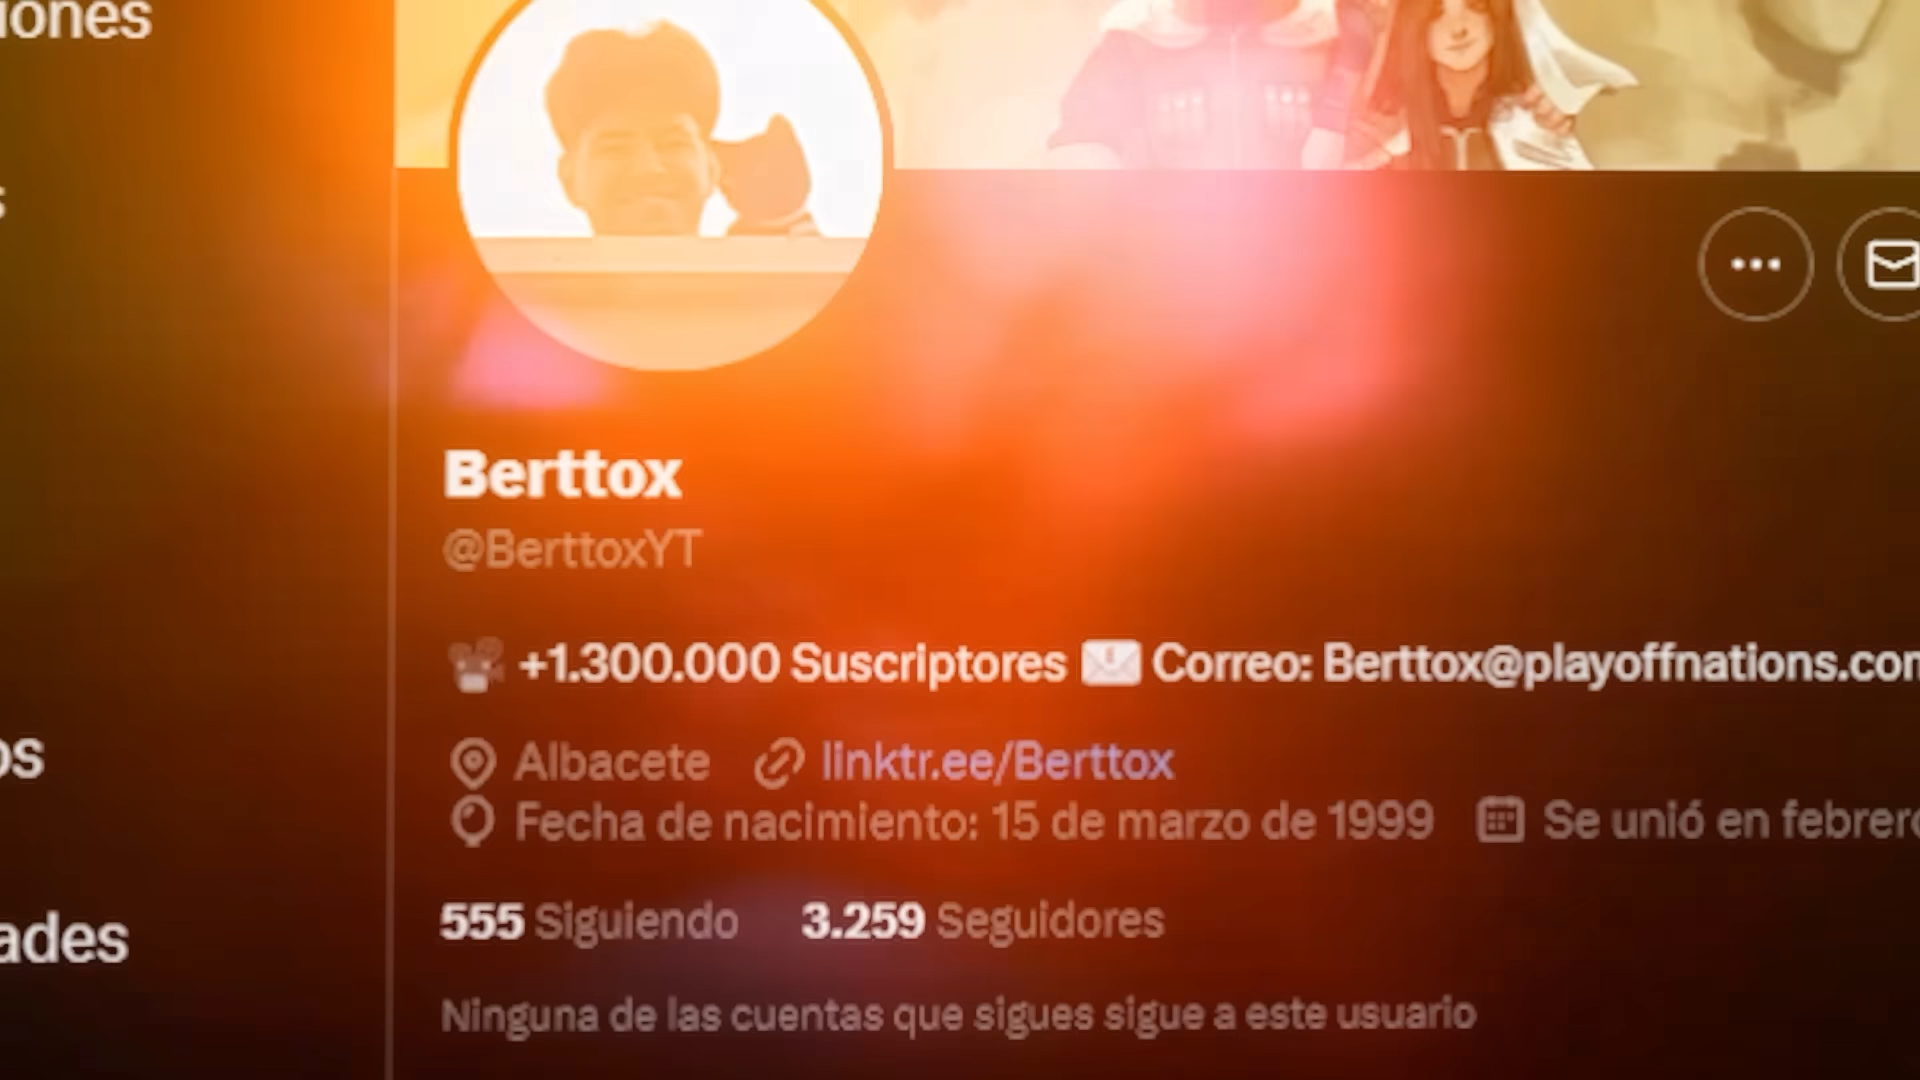 iones
s
Berttox
@BerttoxYT
+1.300.000 Suscriptores Correo: Berttox@playoffnations.com
Albacete linktr.ee/Berttox
os
Fecha de nacimiento: 15 de marzo de 1999 Se unió en febrero
555 Siguiendo 3.259 Seguidores
ades
Ninguna de las cuentas que sigues sigue a este usuario